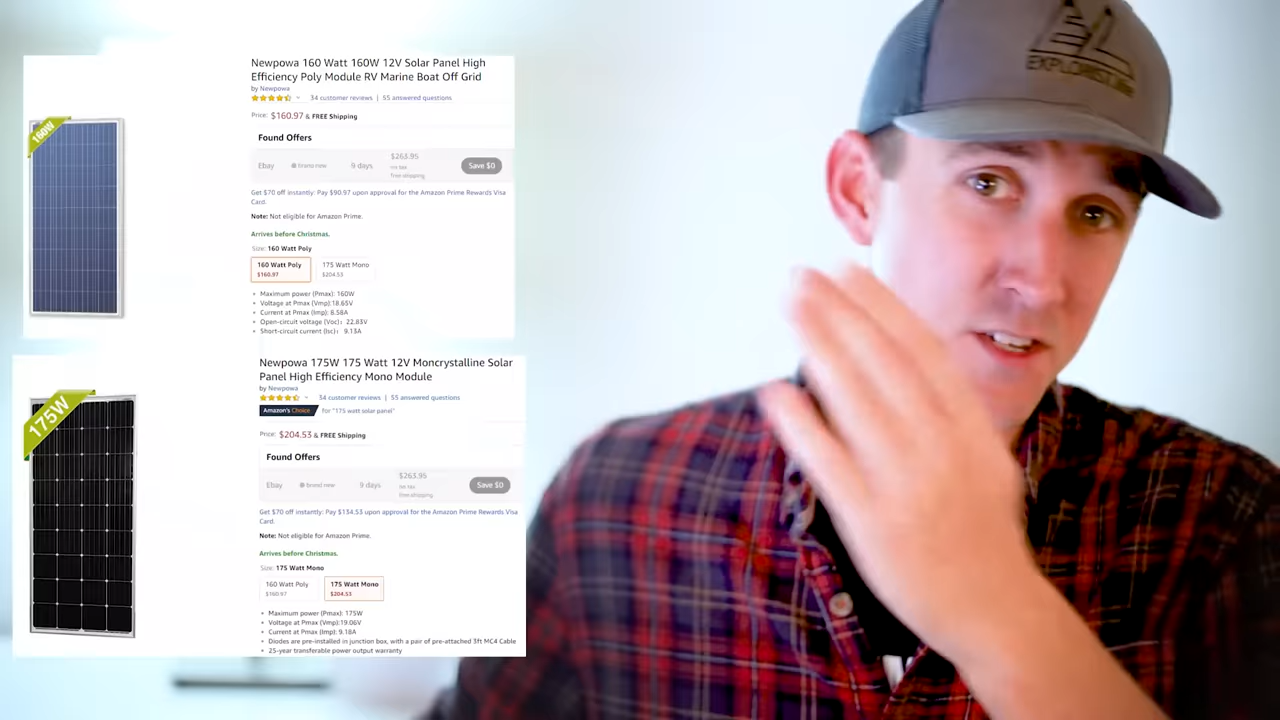 Newpowa 160 Watt 160W 12V Solar Panel High
Efficiency Poly Module RV Marine Boat Off Grid
by Newpowa
34 customer reviews | 55 answered questions
Price: $160.97 & FREE Shipping
Found Offers
Ebay brand new 9 days $263.95 Save $0
free shipping
Get $70 off instantly: Pay $90.97 upon approval for the Amazon Prime Rewards Visa
Card.
Note: Not eligible for Amazon Prime.
Arrives before Christmas.
Size: 160 Watt Poly
160 Watt Poly 175 Watt Mono
$160.97 $204.53
Maximum power (Pmax): 160W
Voltage at Pmax (Vmp):18.65V
Current at Pmax (Imp): 8.58A
Open-circuit voltage (Voc): 22.83V
Short-circuit current (Isc): 9.13A
160W
Newpowa 175W 175 Watt 12V Moncrystalline Solar
Panel High Efficiency Mono Module
by Newpowa
34 customer reviews | 55 answered questions
Amazon's Choice for "175 watt solar panel"
Price: $204.53 & FREE Shipping
Found Offers
Ebay brand new 9 days $263.95 Save $0
free shipping
Get $70 off instantly: Pay $134.53 upon approval for the Amazon Prime Rewards Visa
Card.
Note: Not eligible for Amazon Prime.
Arrives before Christmas.
Size: 175 Watt Mono
160 Watt Poly 175 Watt Mono
$160.97 $204.53
Maximum power (Pmax): 175W
Voltage at Pmax (Vmp):19.06V
Current at Pmax (Imp): 9.18A
Diodes are pre-installed in junction box, with a pair of pre-attached 3ft MC4 Cable
25-year transferable power output warranty
175W